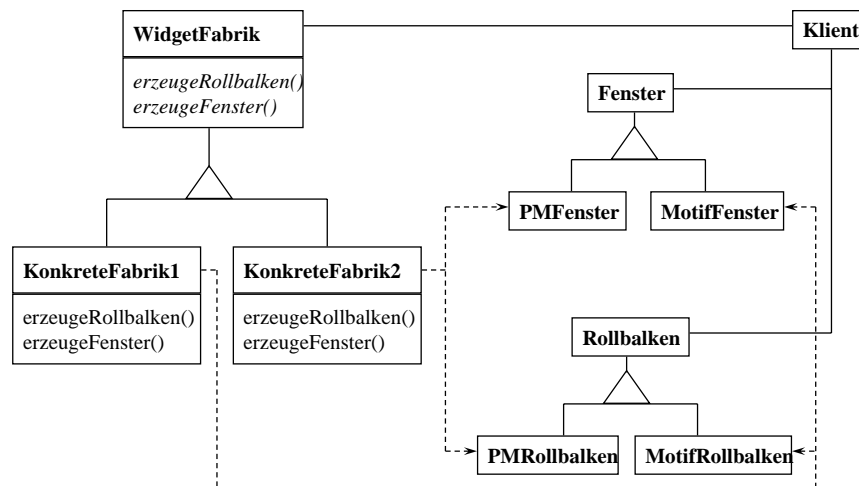 WidgetFabrik
Klient
erzeugeRollbalken()
erzeugeFenster()
Fenster
PMFenster
MotifFenster
KonkreteFabrik1
KonkreteFabrik2
erzeugeRollbalken()
erzeugeFenster()
erzeugeRollbalken()
erzeugeFenster()
Rollbalken
PMRollbalken
MotifRollbalken